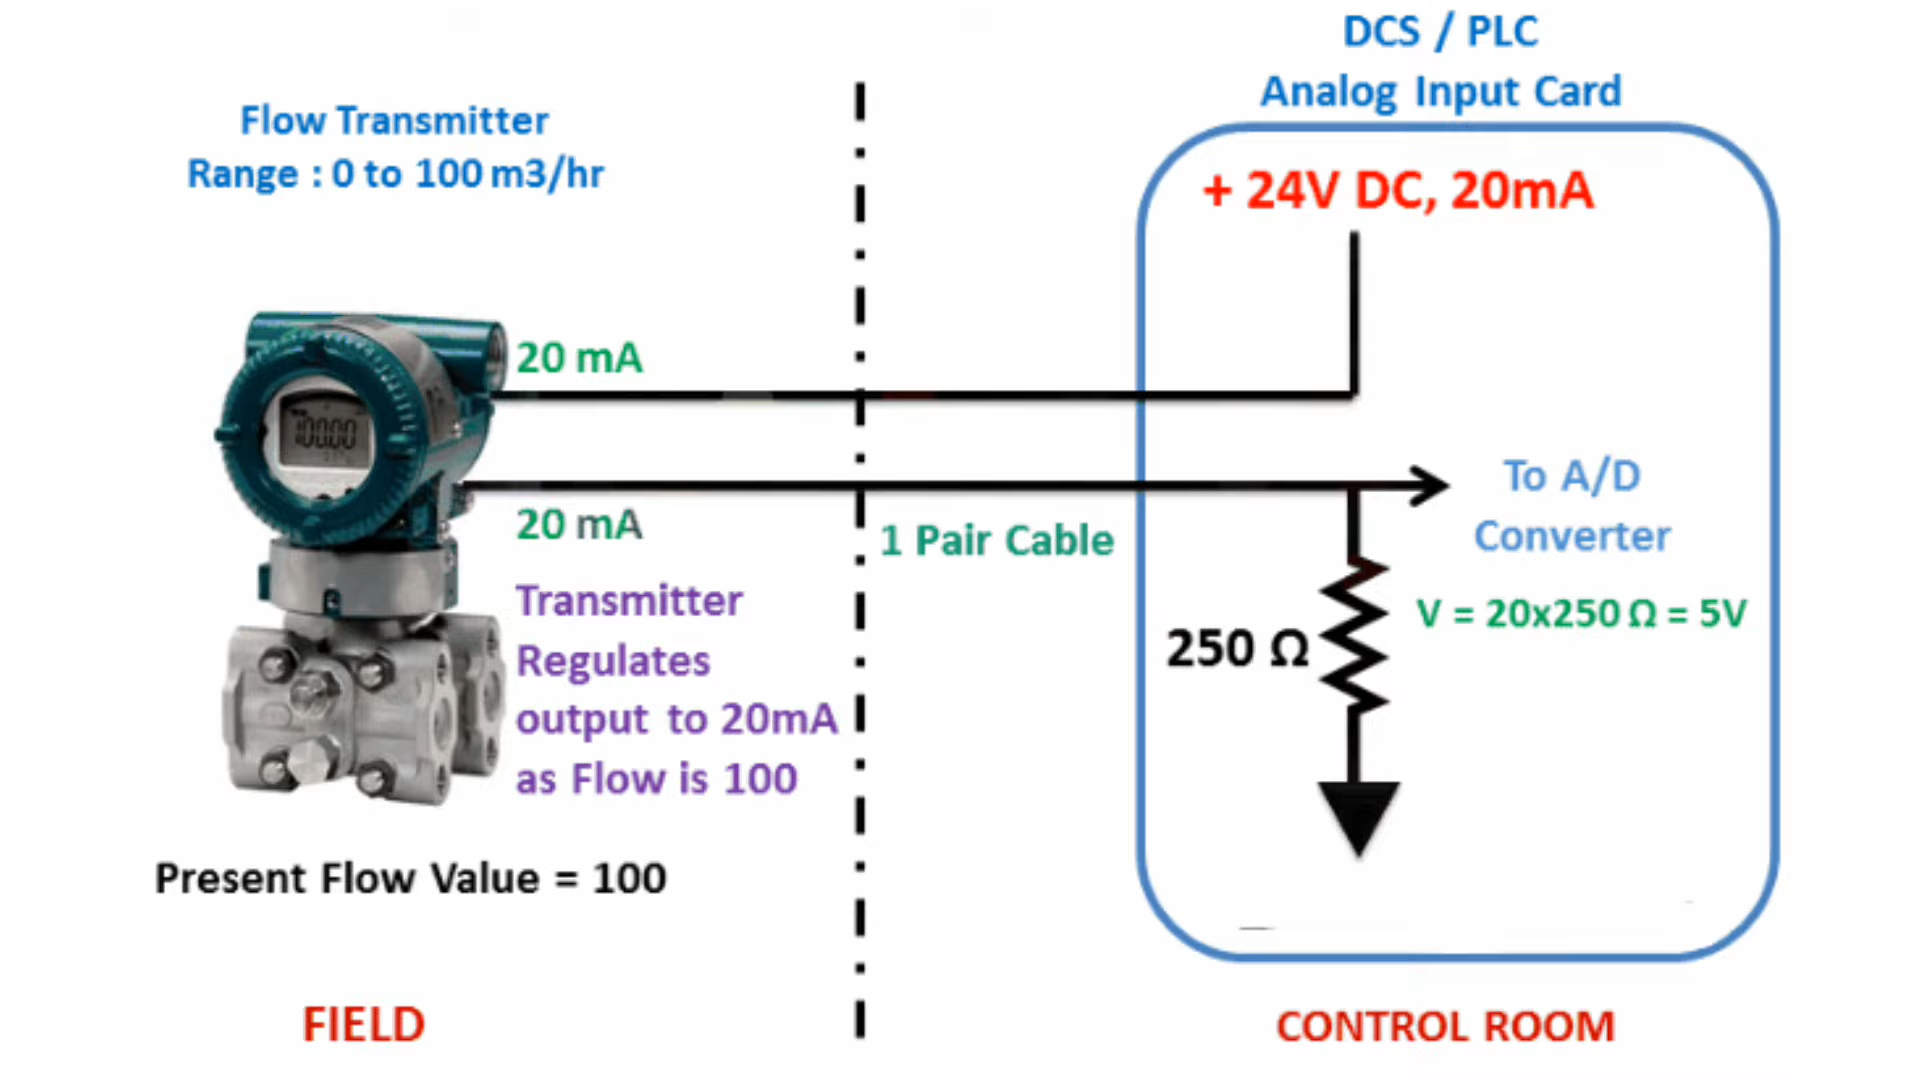 DCS / PLC
Analog Input Card
Flow Transmitter
Range : 0 to 100 m3/hr
+ 24V DC, 20mA
20 mA
100.00
To A/D
Converter
20 mA
1 Pair Cable
Transmitter
Regulates
output to 20mA
as Flow is 100
V = 20x250 Ω = 5V
250 Ω
Present Flow Value = 100
FIELD
CONTROL ROOM